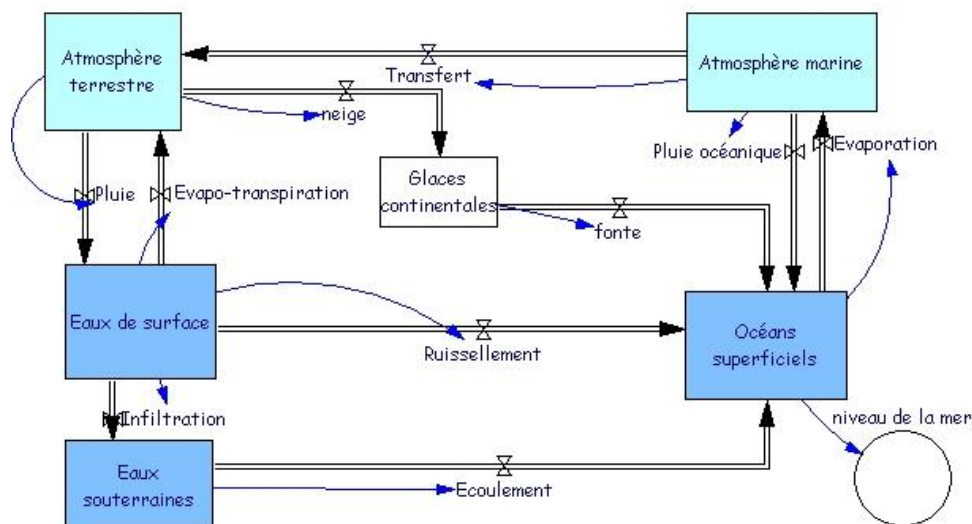 Atmosphère
terrestre
Transfert
Atmosphère marine
neige
Pluie océanique
Evaporation
Pluie
Evapo-transpiration
Glaces
continentales
fonte
Eaux de surface
Ruissellement
Océans
superficiels
Infiltration
niveau de la mer
Eaux
souterraines
Ecoulement